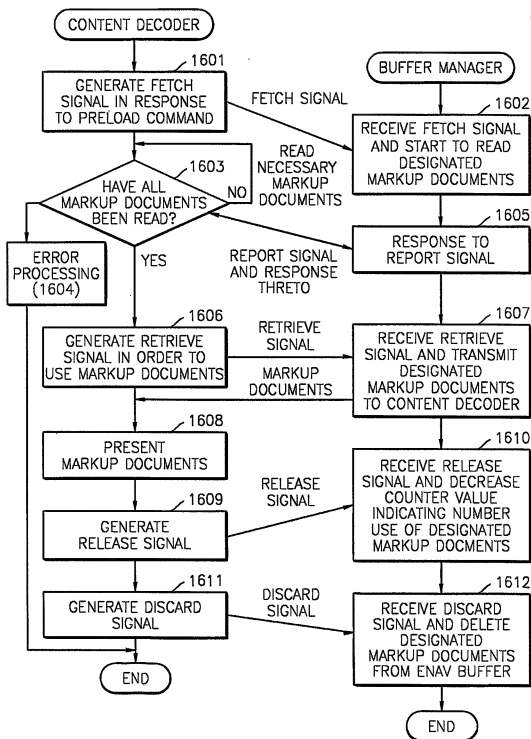 CONTENT DECODER
1601
GENERATE FETCH
SIGNAL IN RESPONSE
TO PRELOAD COMMAND
FETCH SIGNAL
BUFFER MANAGER
1602
RECEIVE FETCH SIGNAL
AND START TO READ
DESIGNATED
MARKUP DOCUMENTS
1603
HAVE ALL
MARKUP DOCUMENTS
BEEN READ?
NO
READ
NECESSARY
MARKUP
DOCUMENTS
1605
RESPONSE TO
REPORT SIGNAL
ERROR
PROCESSING
(1604)
YES
REPORT SIGNAL
AND RESPONSE
THRETO
1606
GENERATE RETRIEVE
SIGNAL IN ORDER TO
USE MARKUP DOCUMENTS
RETRIEVE
SIGNAL
MARKUP
DOCUMENTS
1607
RECEIVE RETRIEVE
SIGNAL AND TRANSMIT
DESIGNATED
MARKUP DOCUMENTS
TO CONTENT DECODER
1608
PRESENT
MARKUP DOCUMENTS
1609
GENERATE
RELEASE SIGNAL
RELEASE
SIGNAL
1610
RECEIVE RELEASE
SIGNAL AND DECREASE
COUNTER VALUE
INDICATING NUMBER
USE OF DESIGNATED
MARKUP DOCMENTS
1611
GENERATE DISCARD
SIGNAL
DISCARD
SIGNAL
1612
RECEIVE DISCARD
SIGNAL AND DELETE
DESIGNATED
MARKUP DOCUMENTS
FROM ENAV BUFFER
END
END